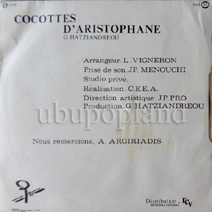 COCOTTES
D'ARISTOPHANE
G.HATZIANDREOU
Arrangeur. L. VIGNERON
Prise de son. JP. MENOUCHI
Studio privé
Réalisation. C.E.E.A.
Direction artistique. JP. PRO
Production. G. HATZIANDREOU
ubupopland
Nous remercions, A. ARGIRIADIS
Distribution